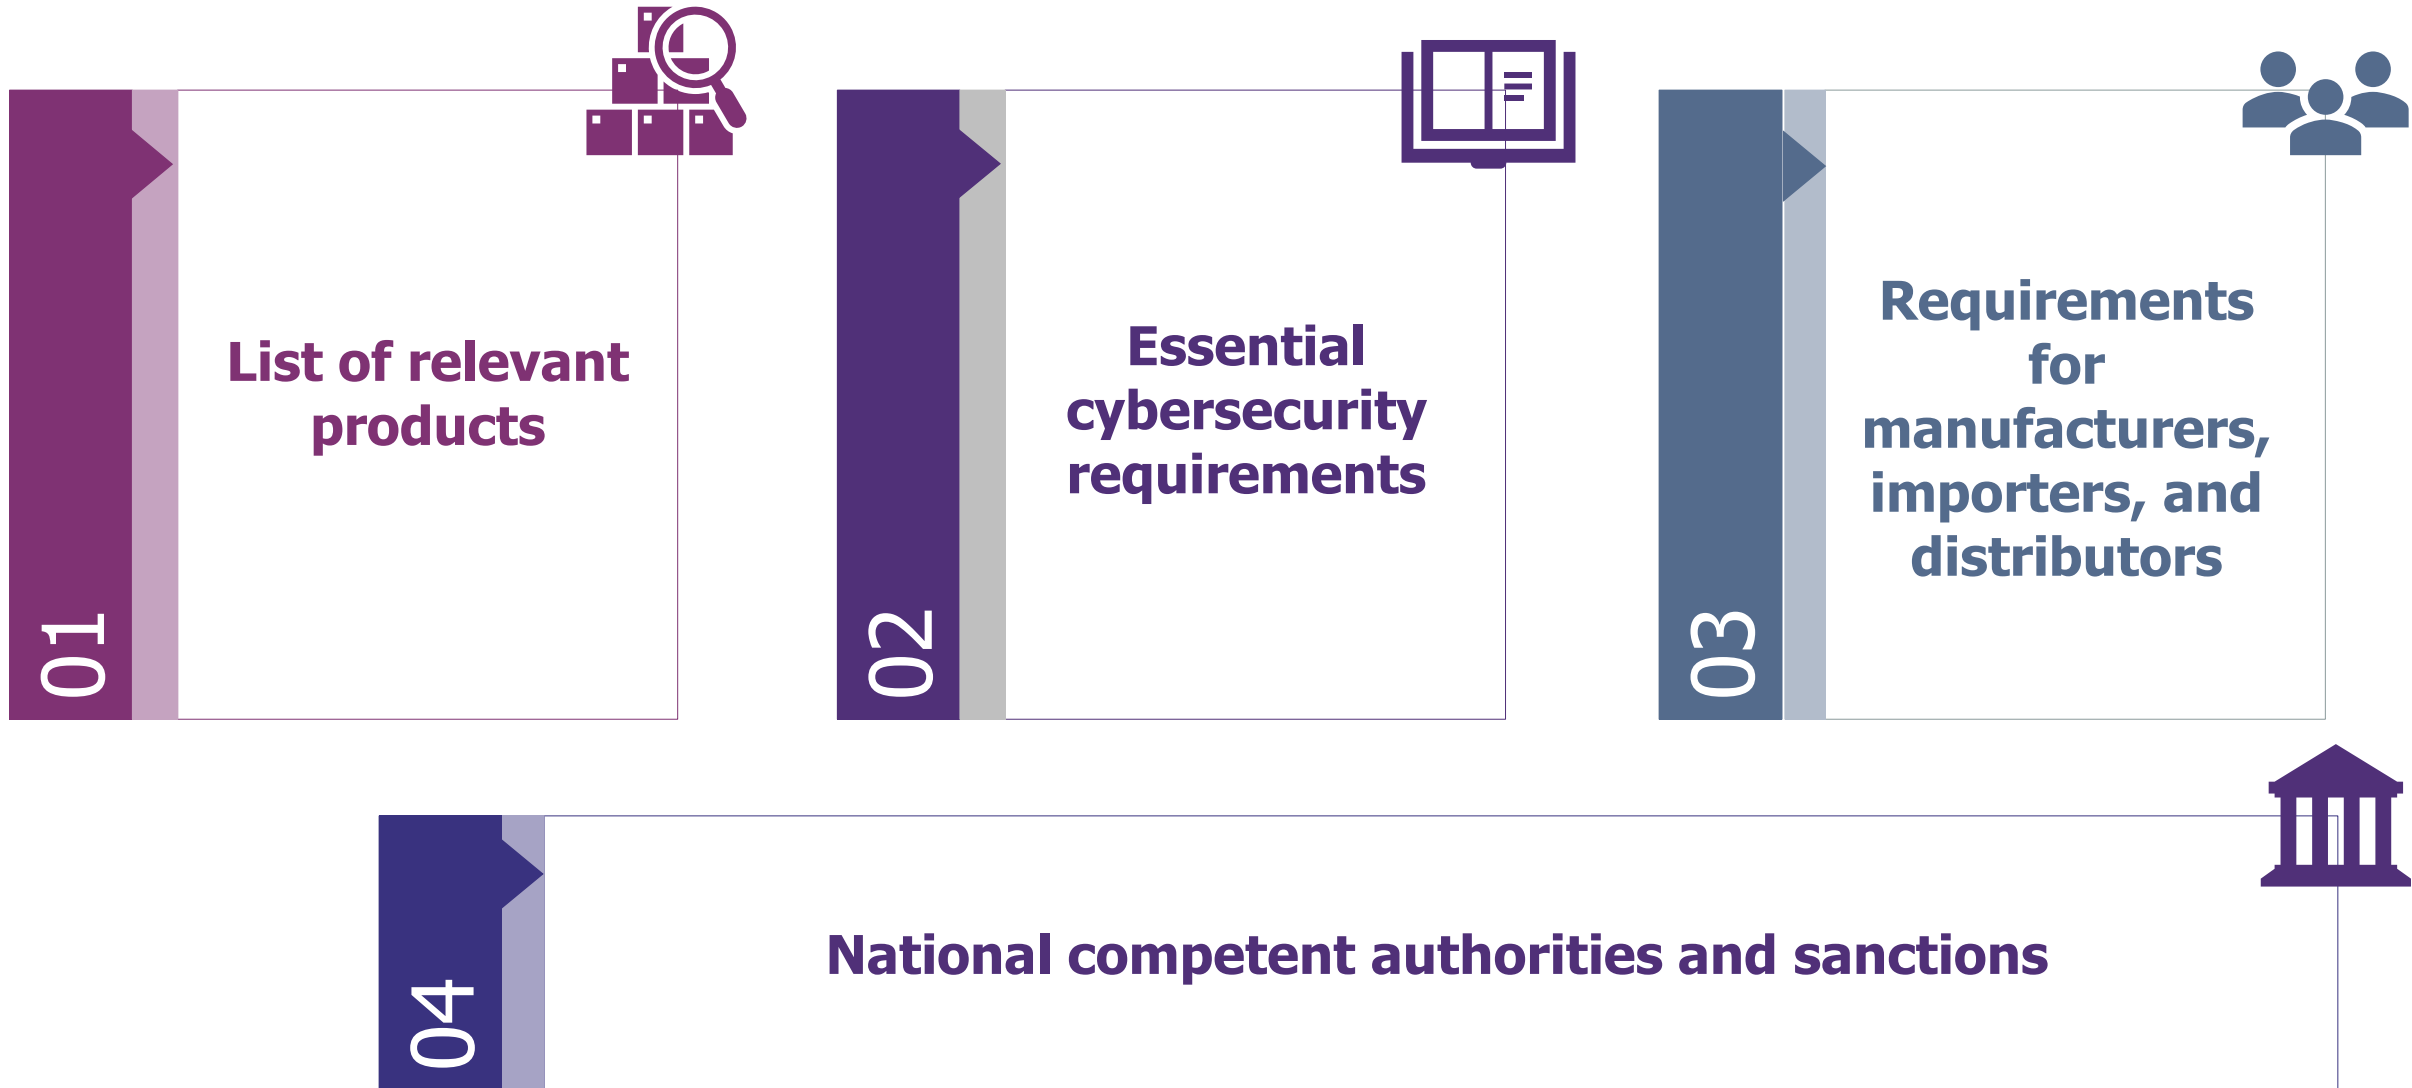 01
List of relevant
products
02
Essential
cybersecurity
requirements
03
Requirements
for
manufacturers,
importers, and
distributors
04
National competent authorities and sanctions